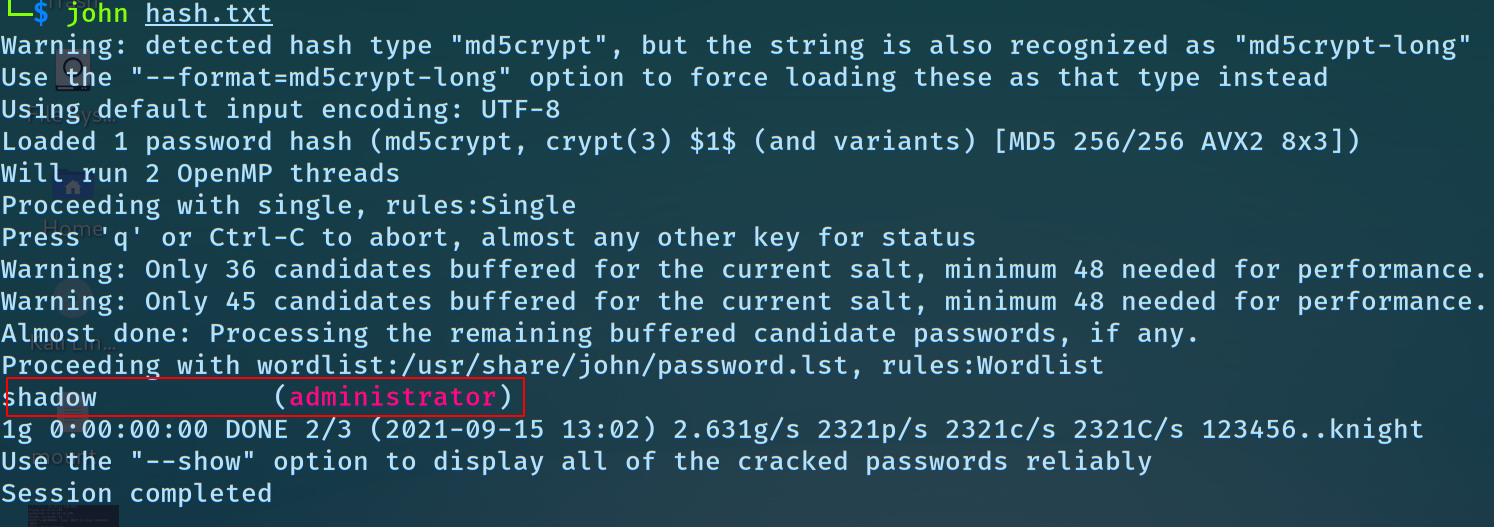 └─$ john hash.txt
Warning: detected hash type "md5crypt", but the string is also recognized as "md5crypt-long"
Use the "--format=md5crypt-long" option to force loading these as that type instead
Using default input encoding: UTF-8
Loaded 1 password hash (md5crypt, crypt(3) $1$ (and variants) [MD5 256/256 AVX2 8x3])
Will run 2 OpenMP threads
Proceeding with single, rules:Single
Press 'q' or Ctrl-C to abort, almost any other key for status
Warning: Only 36 candidates buffered for the current salt, minimum 48 needed for performance.
Warning: Only 45 candidates buffered for the current salt, minimum 48 needed for performance.
Almost done: Processing the remaining buffered candidate passwords, if any.
Proceeding with wordlist:/usr/share/john/password.lst, rules:Wordlist
shadow           (administrator)
1g 0:00:00:00 DONE 2/3 (2021-09-15 13:02) 2.631g/s 2321p/s 2321c/s 2321C/s 123456..knight
Use the "--show" option to display all of the cracked passwords reliably
Session completed
Home